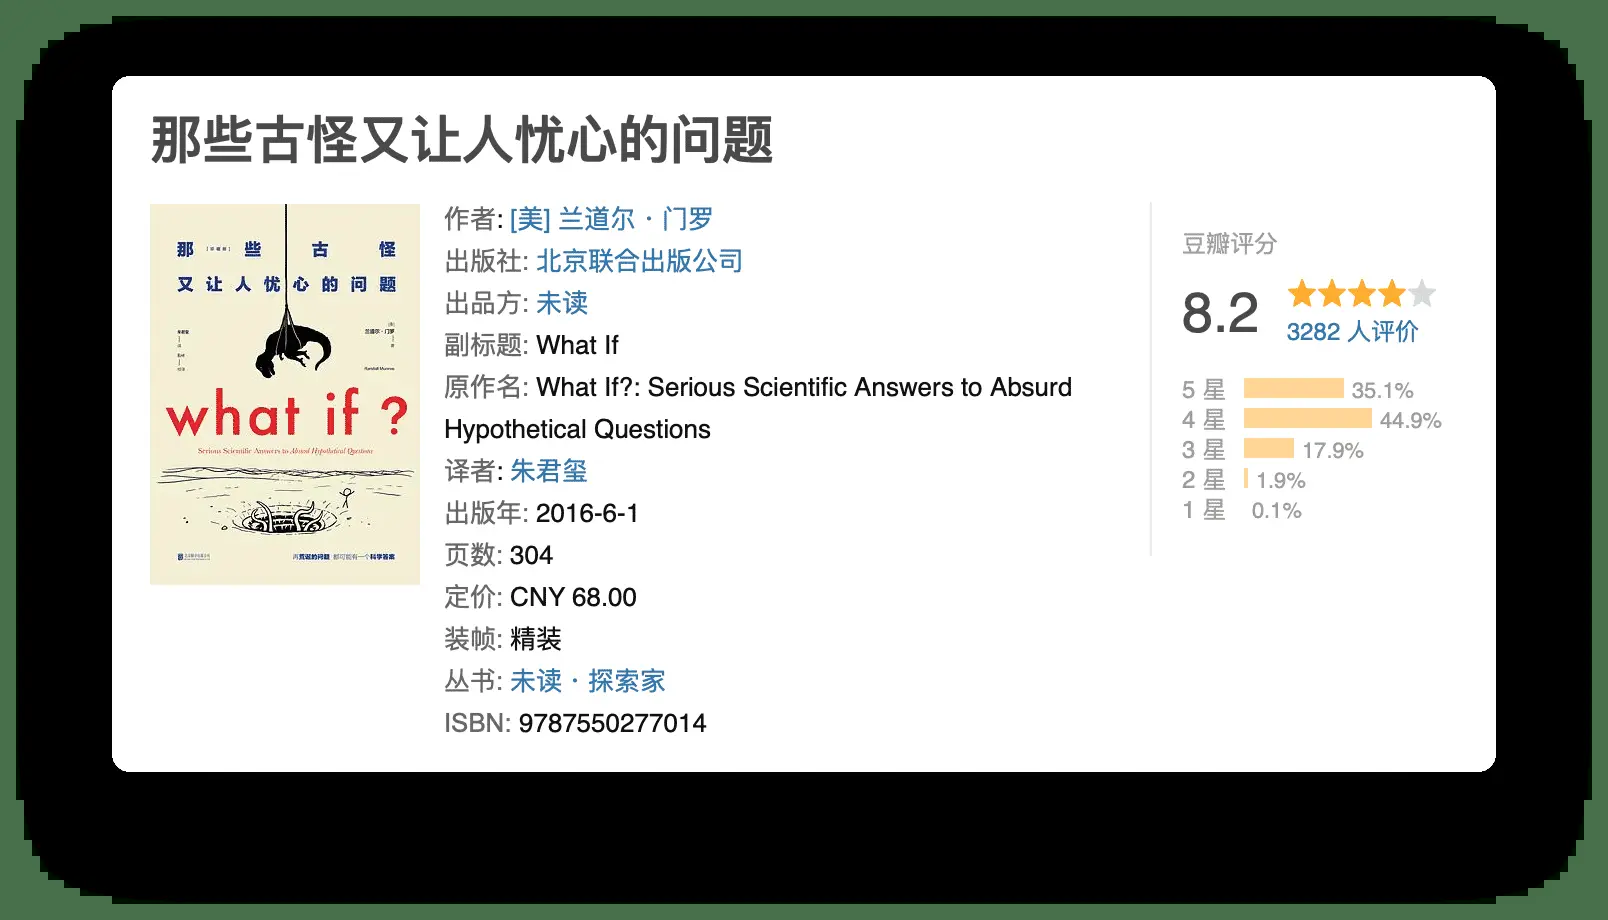 那些古怪又让人忧心的问题
那 些 古 怪
又 让 人 忧 心 的 问 题
兰道尔·门罗
what if ?
Serious Scientific Answers to Absurd Hypothetical Questions
再荒诞的问题 都可能有一个科学答案
作者: [美] 兰道尔 · 门罗
出版社: 北京联合出版公司
出品方: 未读
副标题: What If
原作名: What If?: Serious Scientific Answers to Absurd
Hypothetical Questions
译者: 朱君玺
出版年: 2016-6-1
页数: 304
定价: CNY 68.00
装帧: 精装
丛书: 未读 · 探索家
ISBN: 9787550277014
豆瓣评分
8.2
3282 人评价
5 星 35.1%
4 星 44.9%
3 星 17.9%
2 星 1.9%
1 星 0.1%